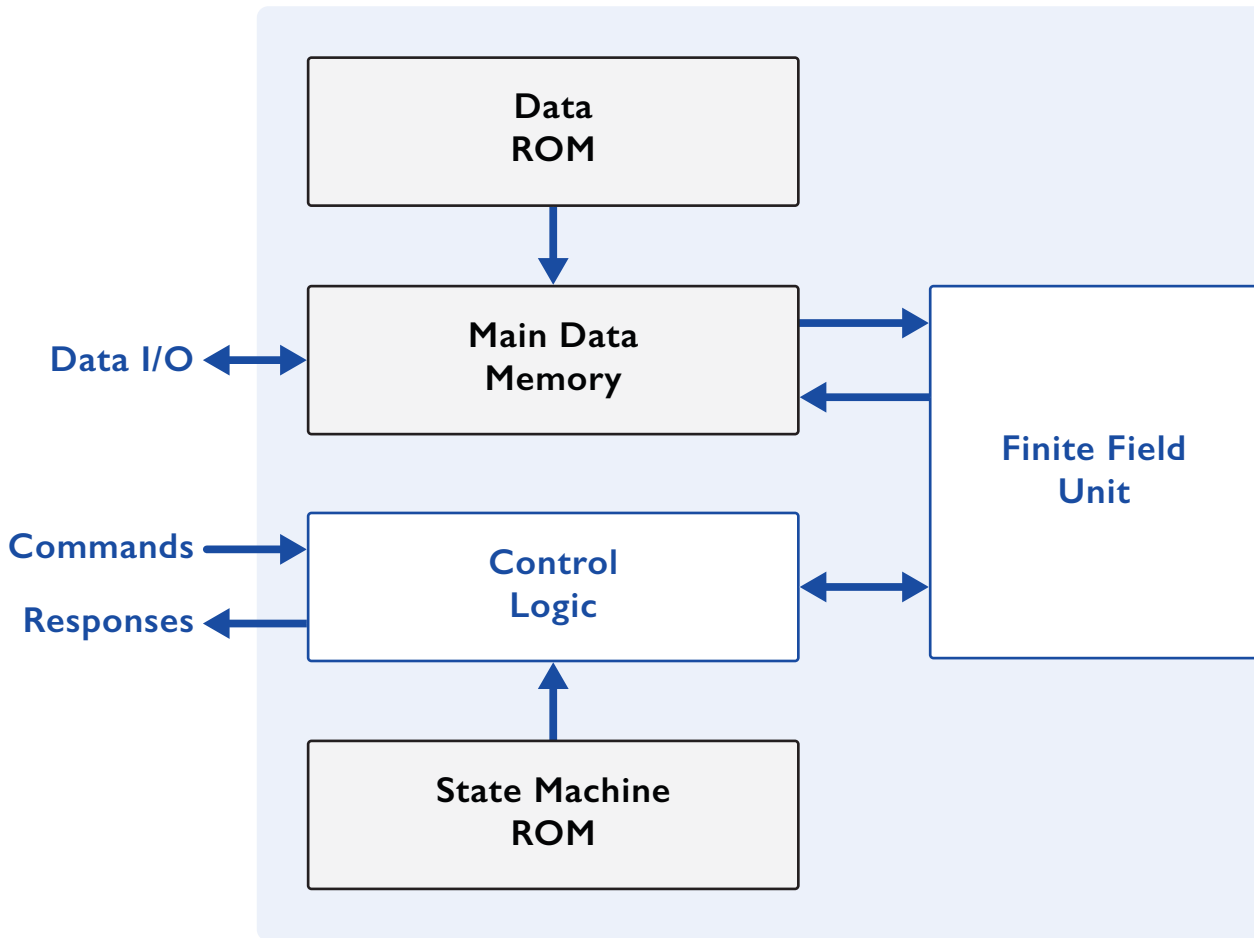 Data
ROM
Main Data
Memory
Data I/O
Finite Field
Unit
Commands
Control
Logic
Responses
State Machine
ROM